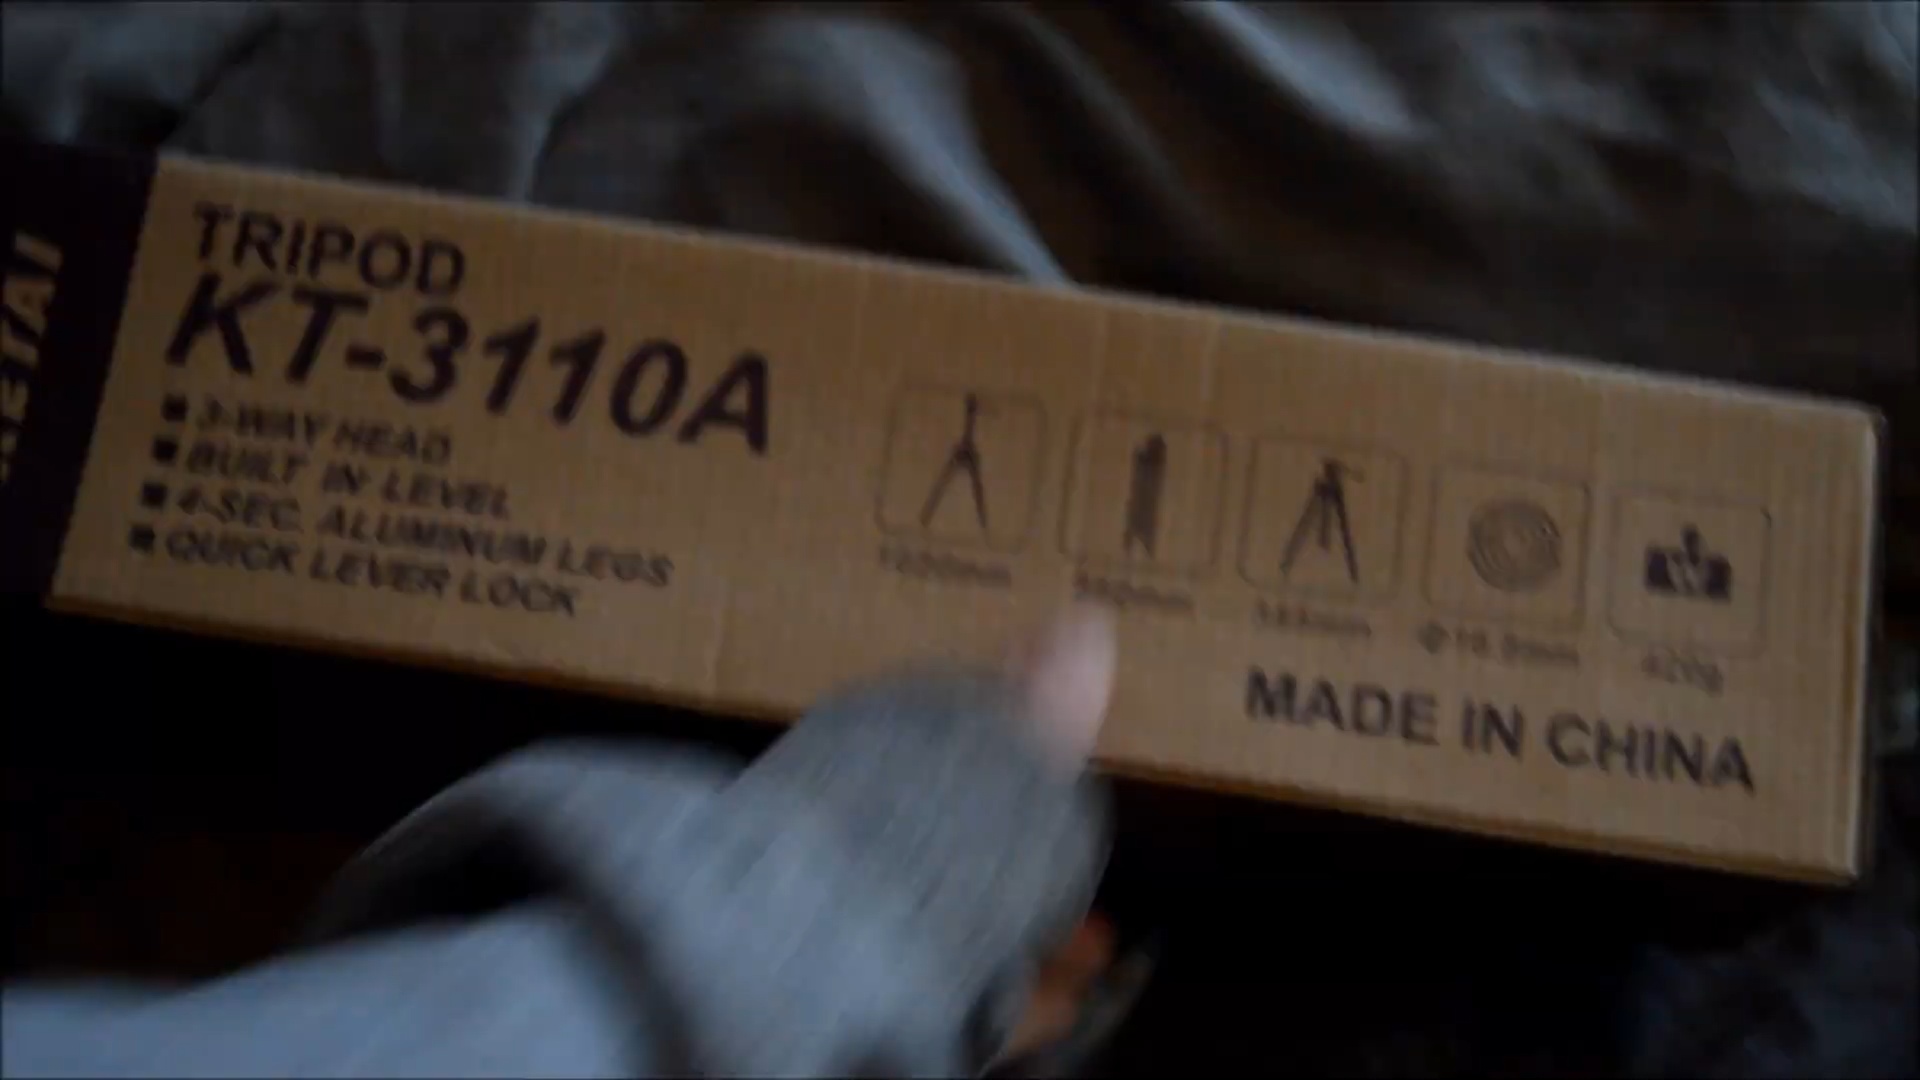 TRIPOD
KT-3110A
3-WAY HEAD
BUILT IN LEVEL
4-SEC. ALUMINUM LEGS
QUICK LEVER LOCK
MADE IN CHINA